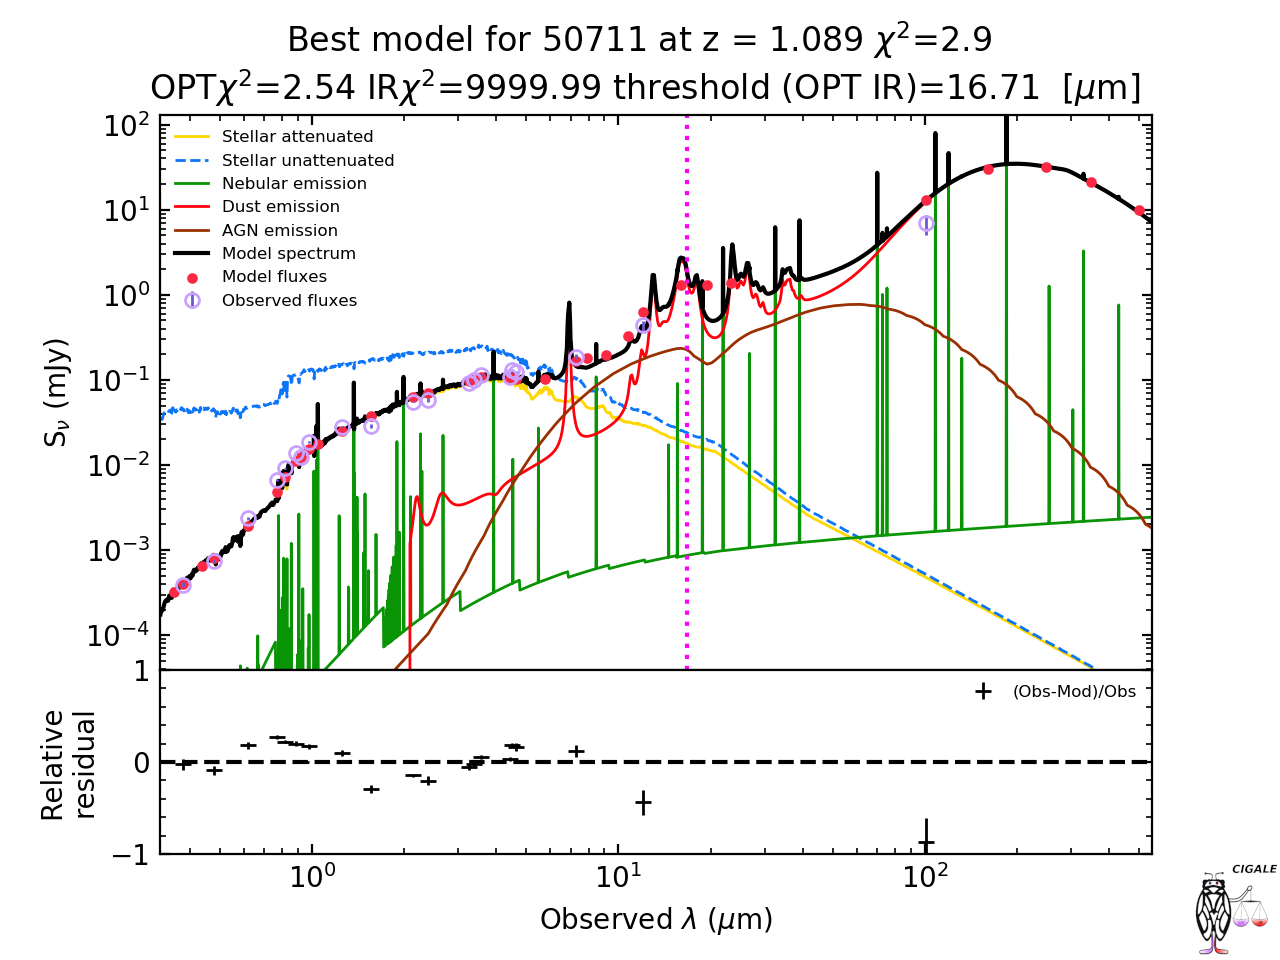 Best model for 50711 at z = 1.089 χ²=2.9
OPTχ²=2.54 IRχ²=9999.99 threshold (OPT IR)=16.71 [μm]
Stellar attenuated
Stellar unattenuated
Nebular emission
Dust emission
AGN emission
Model spectrum
Model fluxes
Observed fluxes
S_ν (mJy)
10²
10¹
10⁰
10⁻¹
10⁻²
10⁻³
10⁻⁴
1
0
−1
Relative
residual
(Obs-Mod)/Obs
10⁰
10¹
10²
Observed λ (μm)
CIGALE